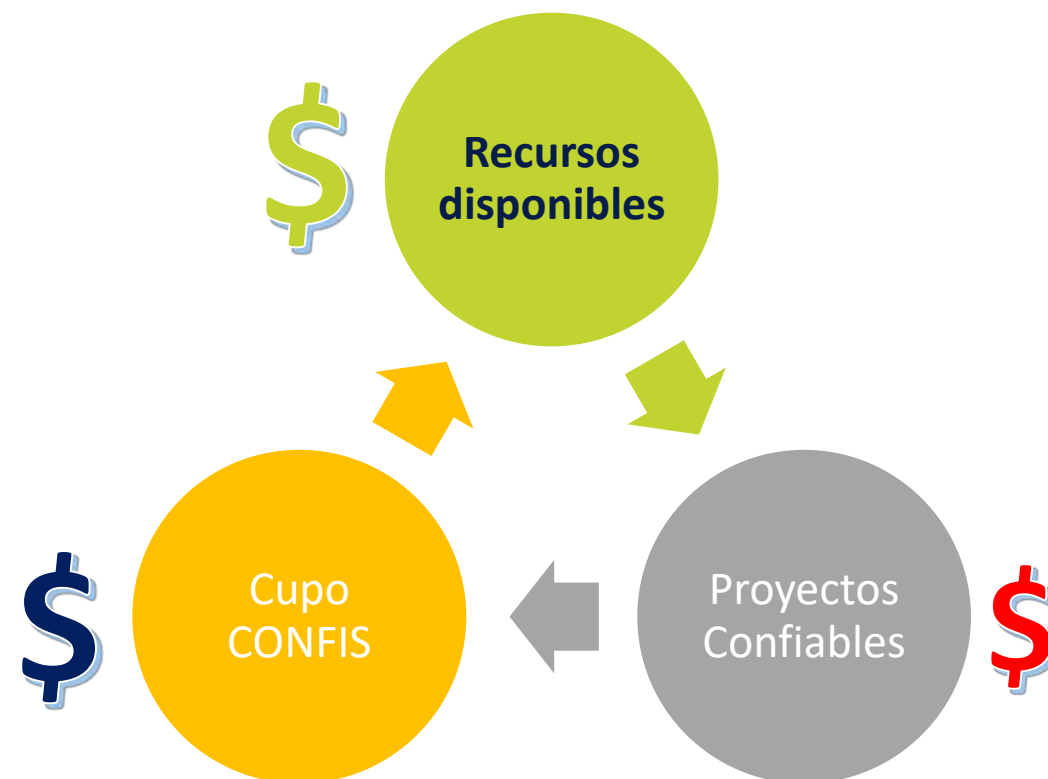 $
Recursos
disponibles
$
Cupo
CONFIS
Proyectos
Confiables
$